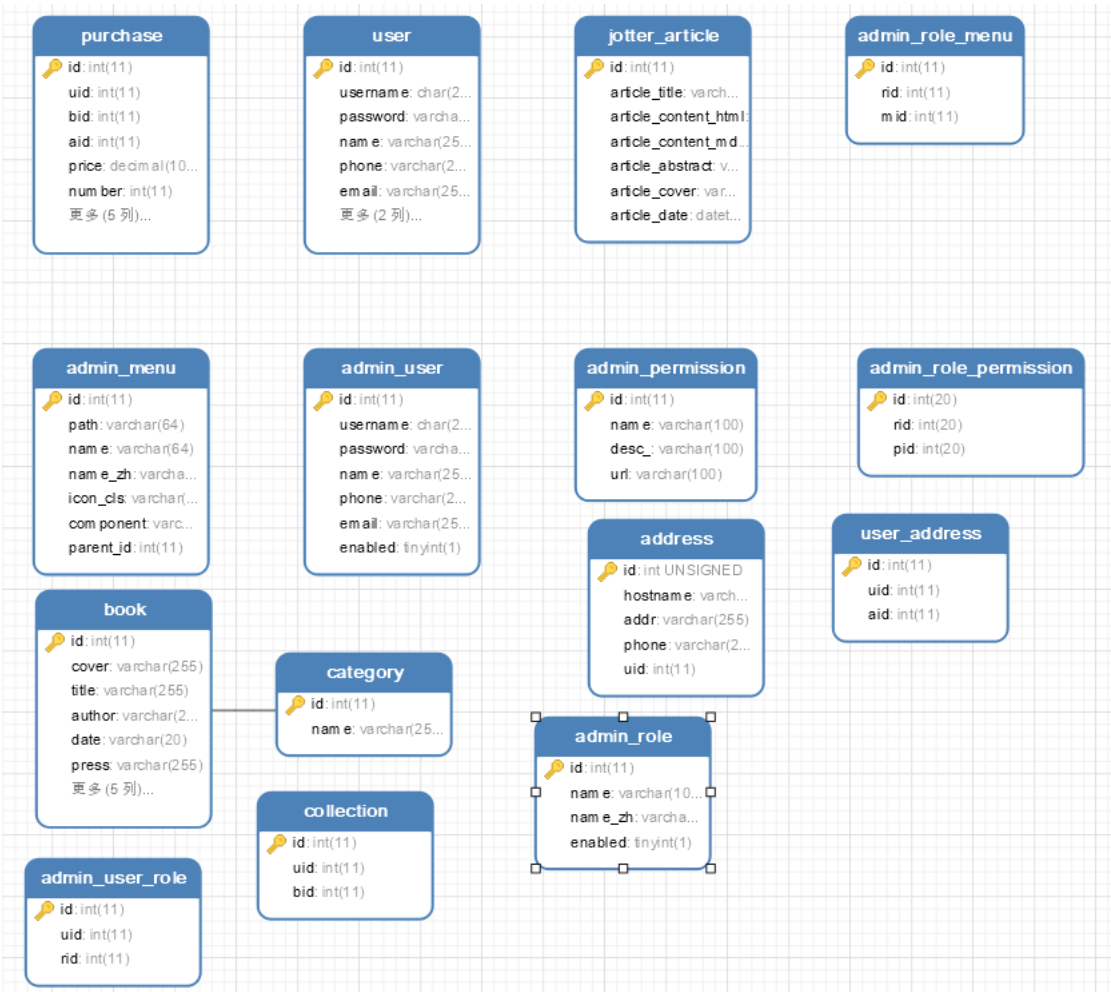 purchase
id: int(11)
uid: int(11)
bid: int(11)
aid: int(11)
price: decimal(10...
number: int(11)
更多(5 列)...
user
id: int(11)
username: char(2...
password: varcha...
name: varchar(25...
phone: varchar(2...
email: varchar(25...
更多(2 列)...
jotter_article
id: int(11)
article_title: varch...
article_content_html:
article_content_md...
article_abstract: v...
article_cover: var...
article_date: datet...
admin_role_menu
id: int(11)
rid: int(11)
mid: int(11)
admin_menu
id: int(11)
path: varchar(64)
name: varchar(64)
name_zh: varcha...
icon_cls: varchar(...
component: varc...
parent_id: int(11)
admin_user
id: int(11)
username: char(2...
password: varcha...
name: varchar(25...
phone: varchar(2...
email: varchar(25...
enabled: tinyint(1)
admin_permission
id: int(11)
name: varchar(100)
desc_: varchar(100)
url: varchar(100)
admin_role_permission
id: int(20)
rid: int(20)
pid: int(20)
address
id: int UNSIGNED
hostname: varch...
addr: varchar(255)
phone: varchar(2...
uid: int(11)
user_address
id: int(11)
uid: int(11)
aid: int(11)
book
id: int(11)
cover: varchar(255)
title: varchar(255)
author: varchar(2...
date: varchar(20)
press: varchar(255)
更多(5 列)...
category
id: int(11)
name: varchar(25...
admin_role
id: int(11)
name: varchar(10...
name_zh: varcha...
enabled: tinyint(1)
collection
id: int(11)
uid: int(11)
bid: int(11)
admin_user_role
id: int(11)
uid: int(11)
rid: int(11)